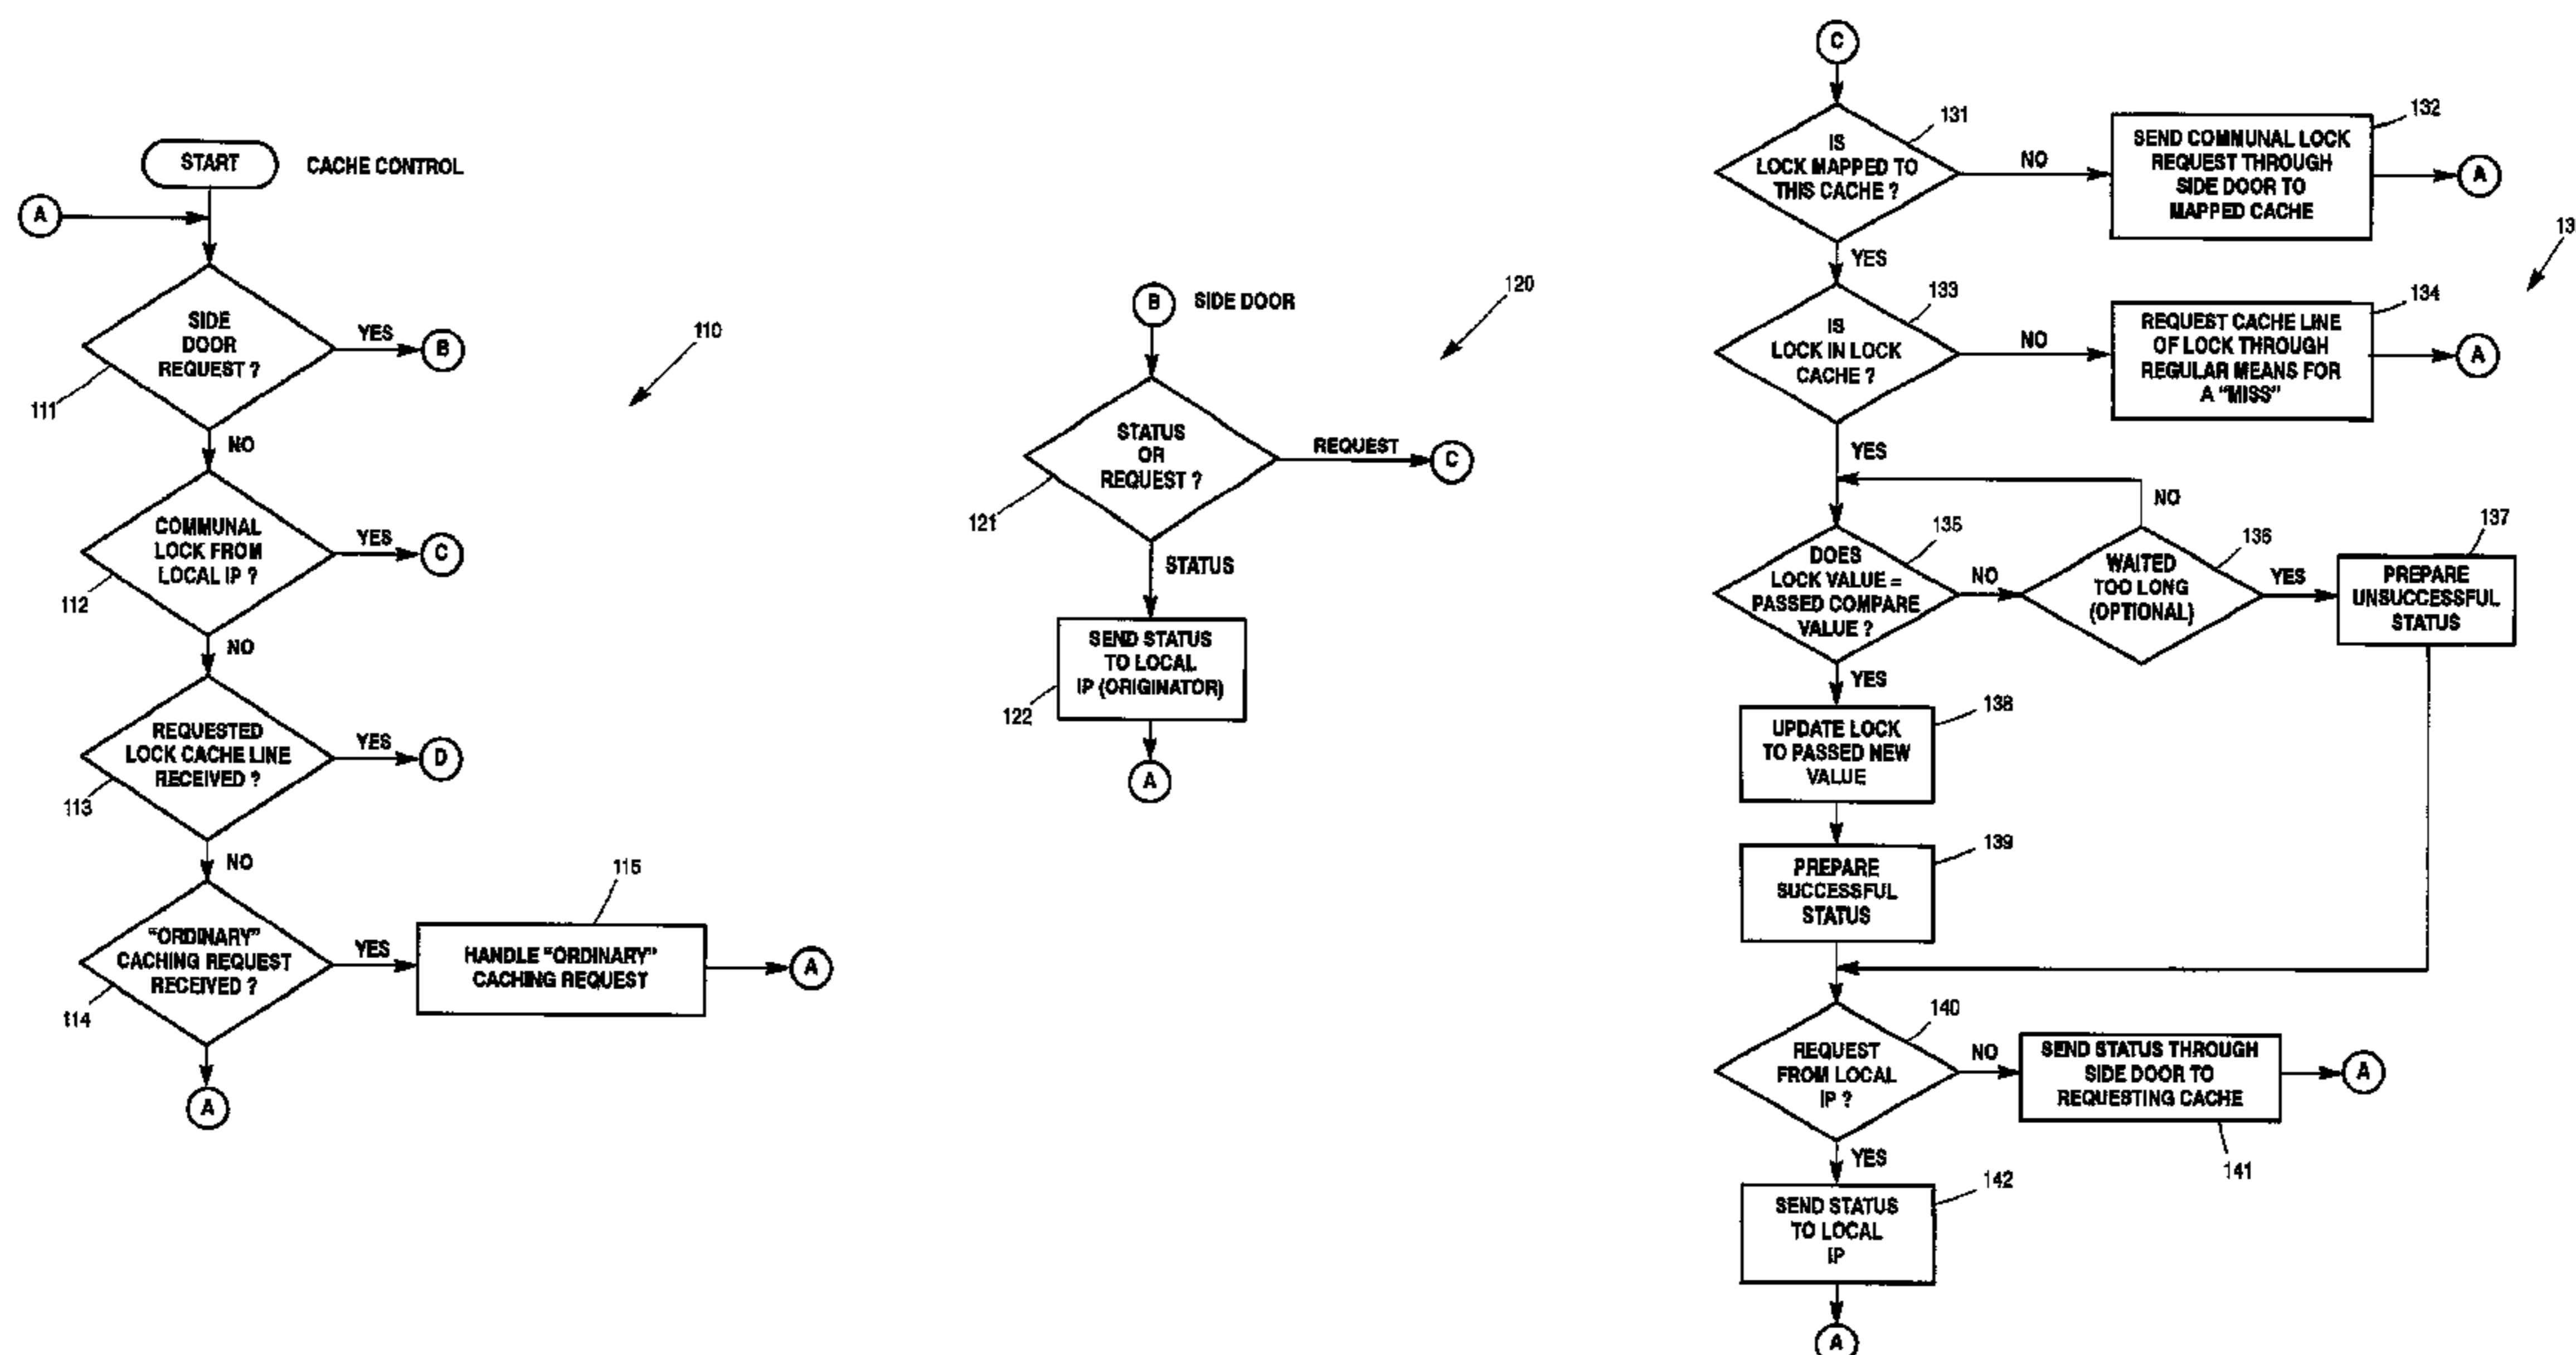 START
CACHE CONTROL
A
SIDE
DOOR
REQUEST ?
YES
B
111
110
NO
COMMUNAL
LOCK FROM
LOCAL IP ?
YES
C
112
NO
REQUESTED
LOCK CACHE LINE
RECEIVED ?
YES
D
113
NO
"ORDINARY"
CACHING REQUEST
RECEIVED ?
YES
114
115
HANDLE "ORDINARY"
CACHING REQUEST
A
A
B
SIDE DOOR
120
STATUS
OR
REQUEST ?
REQUEST
C
121
STATUS
SEND STATUS
TO LOCAL
IP (ORIGINATOR)
122
A
C
131
IS
LOCK MAPPED TO
THIS CACHE ?
NO
132
SEND COMMUNAL LOCK
REQUEST THROUGH
SIDE DOOR TO
MAPPED CACHE
A
13
YES
133
IS
LOCK IN LOCK
CACHE ?
NO
134
REQUEST CACHE LINE
OF LOCK THROUGH
REGULAR MEANS FOR
A "MISS"
A
YES
NO
135
DOES
LOCK VALUE =
PASSED COMPARE
VALUE ?
NO
136
WAITED
TOO LONG
(OPTIONAL)
YES
137
PREPARE
UNSUCCESSFUL
STATUS
YES
138
UPDATE LOCK
TO PASSED NEW
VALUE
139
PREPARE
SUCCESSFUL
STATUS
140
REQUEST
FROM LOCAL
IP ?
NO
SEND STATUS THROUGH
SIDE DOOR TO
REQUESTING CACHE
A
141
YES
142
SEND STATUS
TO LOCAL
IP
A